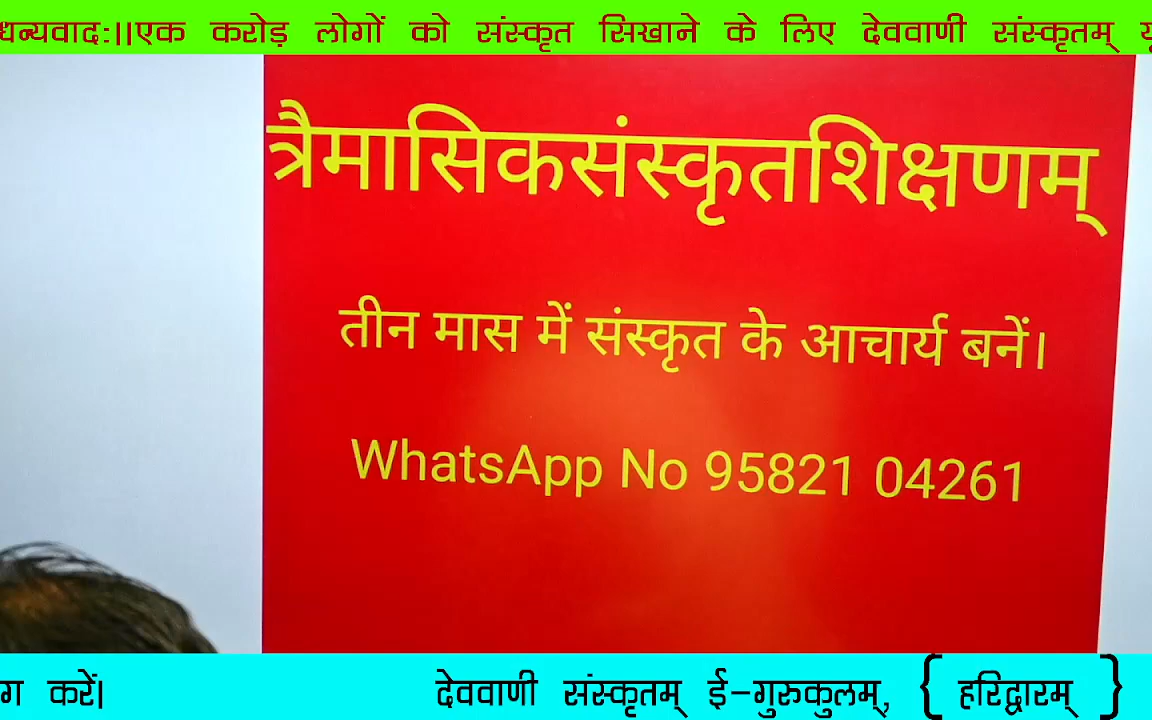 धन्यवादः||एक करोड़ लोगों को संस्कृत सिखाने के लिए देववाणी संस्कृतम्
त्रैमासिकसंस्कृतशिक्षणम्
तीन मास में संस्कृत के आचार्य बनें।
WhatsApp No 95821 04261
करें। देववाणी संस्कृतम् ई-गुरुकुलम्, { हरिद्वारम् }